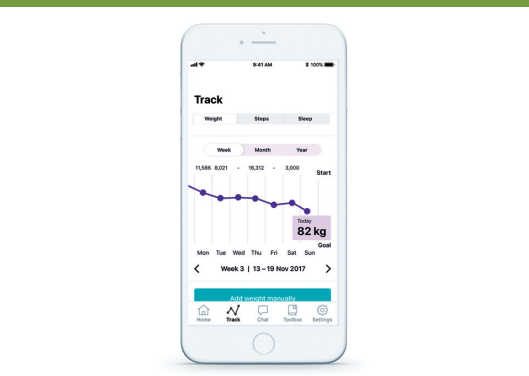 9:41 AM 100%
Track
Weight Steps Sleep
Week Month Year
11,586 8,021 - 16,312 - 3,000
Start
Today
82 kg
Goal
Mon Tue Wed Thu Fri Sat Sun
Week 3 | 13 – 19 Nov 2017
Add weight manually
Home Track Chat Toolbox Settings